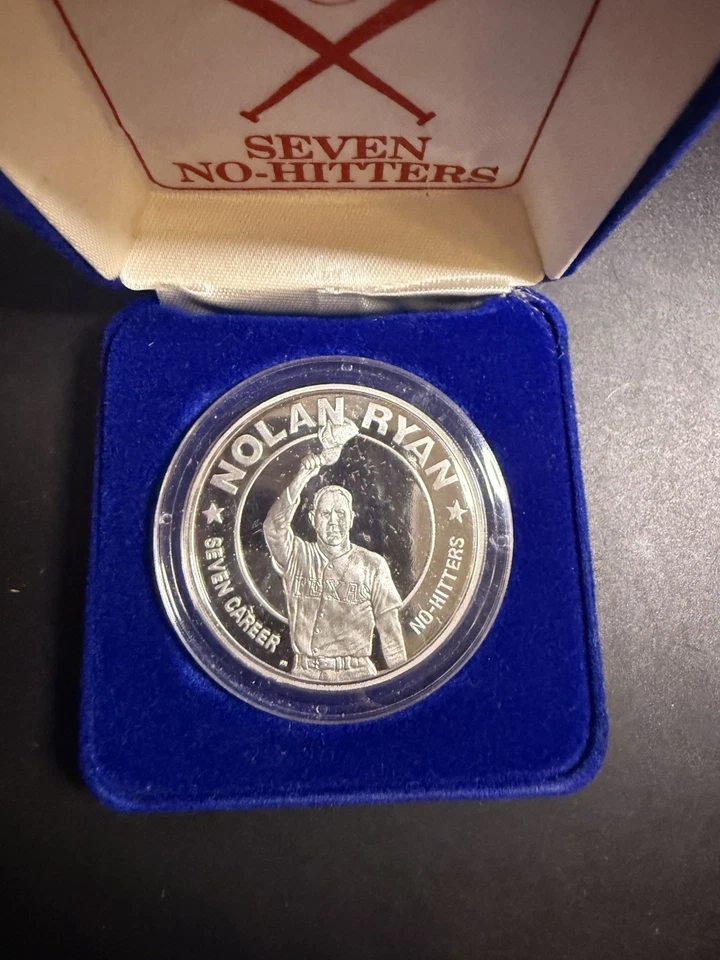 SEVEN
NO-HITTERS
NOLAN RYAN
SEVEN CAREER
NO-HITTERS
TEXAS